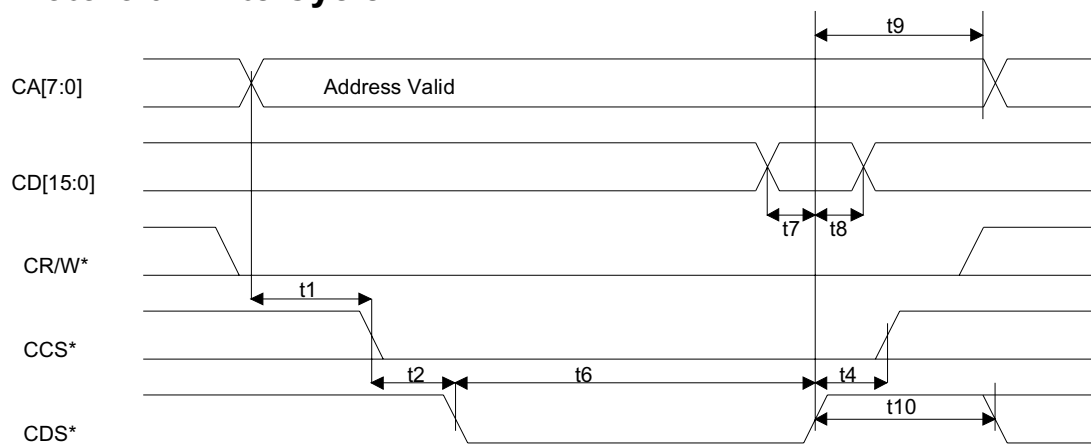 t9
CA[7:0]
Address Valid
CD[15:0]
t7
t8
CR/W*
t1
CCS*
t2
t6
t4
t10
CDS*